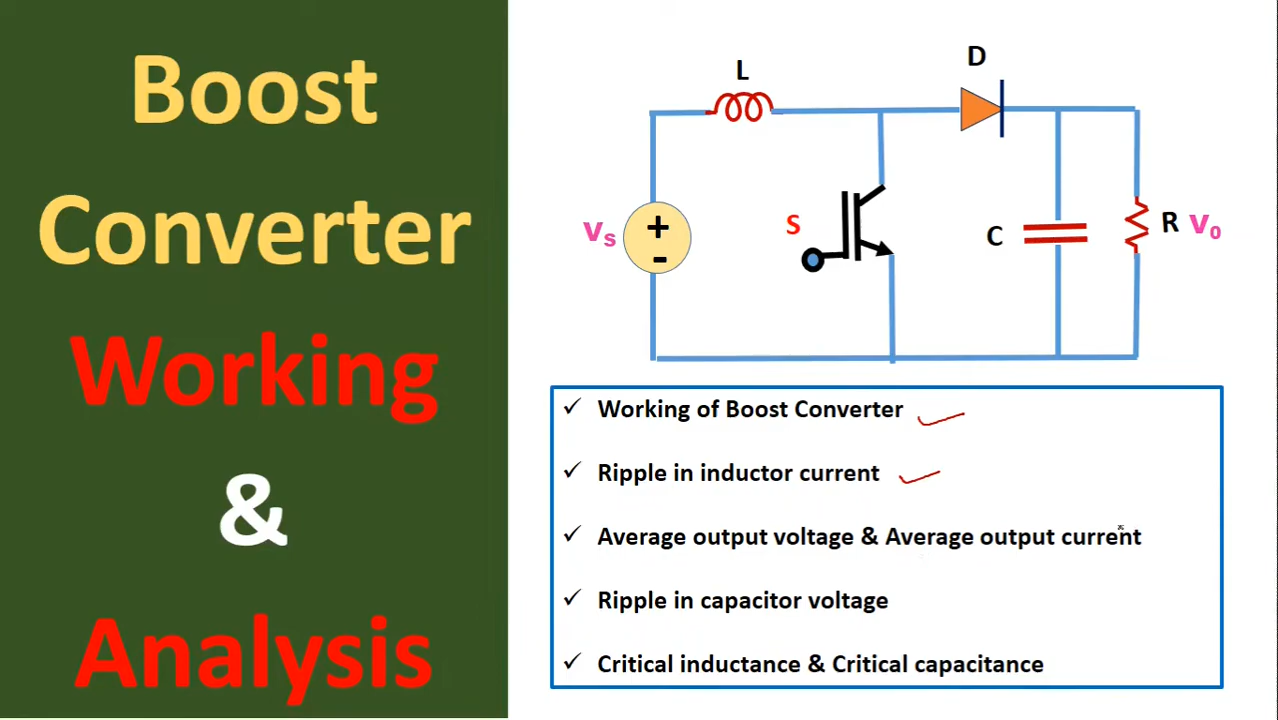 Boost
Converter
Working
&
Analysis
L
D
vs
+
-
S
C
R
v0
✓ Working of Boost Converter
✓ Ripple in inductor current
✓ Average output voltage & Average output current
✓ Ripple in capacitor voltage
✓ Critical inductance & Critical capacitance